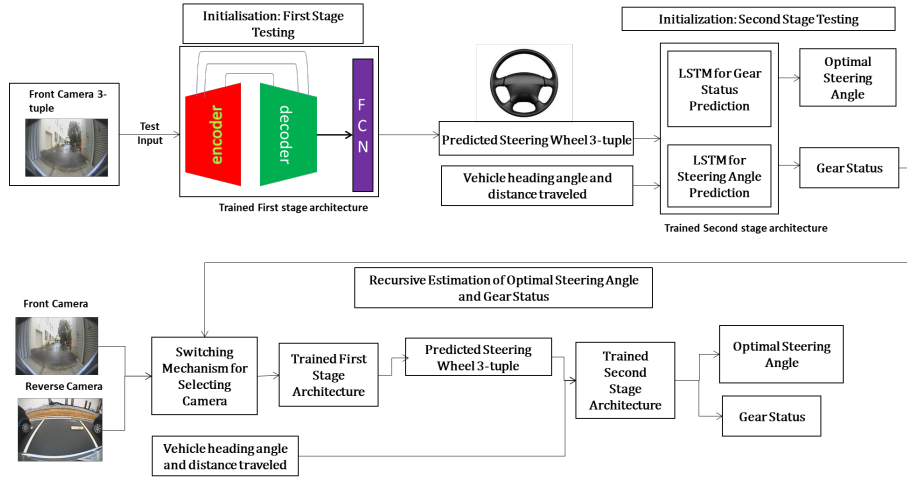 Initialisation: First Stage
Testing
Initialization: Second Stage Testing
Front Camera 3-
tuple
Test
Input
encoder
decoder
F
C
N
Trained First stage architecture
Predicted Steering Wheel 3-tuple
Vehicle heading angle and
distance traveled
LSTM for Gear
Status
Prediction
LSTM for
Steering Angle
Prediction
Trained Second stage architecture
Optimal
Steering
Angle
Gear Status
Recursive Estimation of Optimal Steering Angle
and Gear Status
Front Camera
Reverse Camera
Switching
Mechanism for
Selecting
Camera
Trained First
Stage
Architecture
Predicted Steering
Wheel 3-tuple
Vehicle heading angle
and distance traveled
Trained
Second
Stage
Architecture
Optimal Steering
Angle
Gear Status